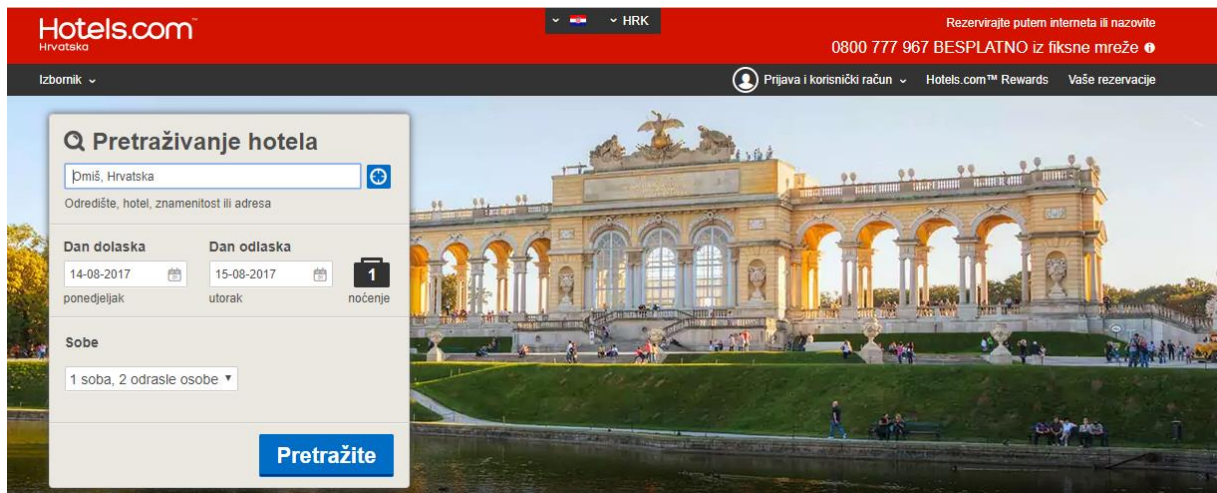 Hotels.com™
Hrvatska
HRK
Rezervirajte putem interneta ili nazovite
0800 777 967 BESPLATNO iz fiksne mreže
Izbornik
Prijava i korisnički račun
Hotels.com™ Rewards
Vaše rezervacije
Pretraživanje hotela
Omiš, Hrvatska
Odredište, hotel, znamenitost ili adresa
Dan dolaska
Dan odlaska
14-08-2017
15-08-2017
1
ponedjeljak
utorak
noćenje
Sobe
1 soba, 2 odrasle osobe
Pretražite